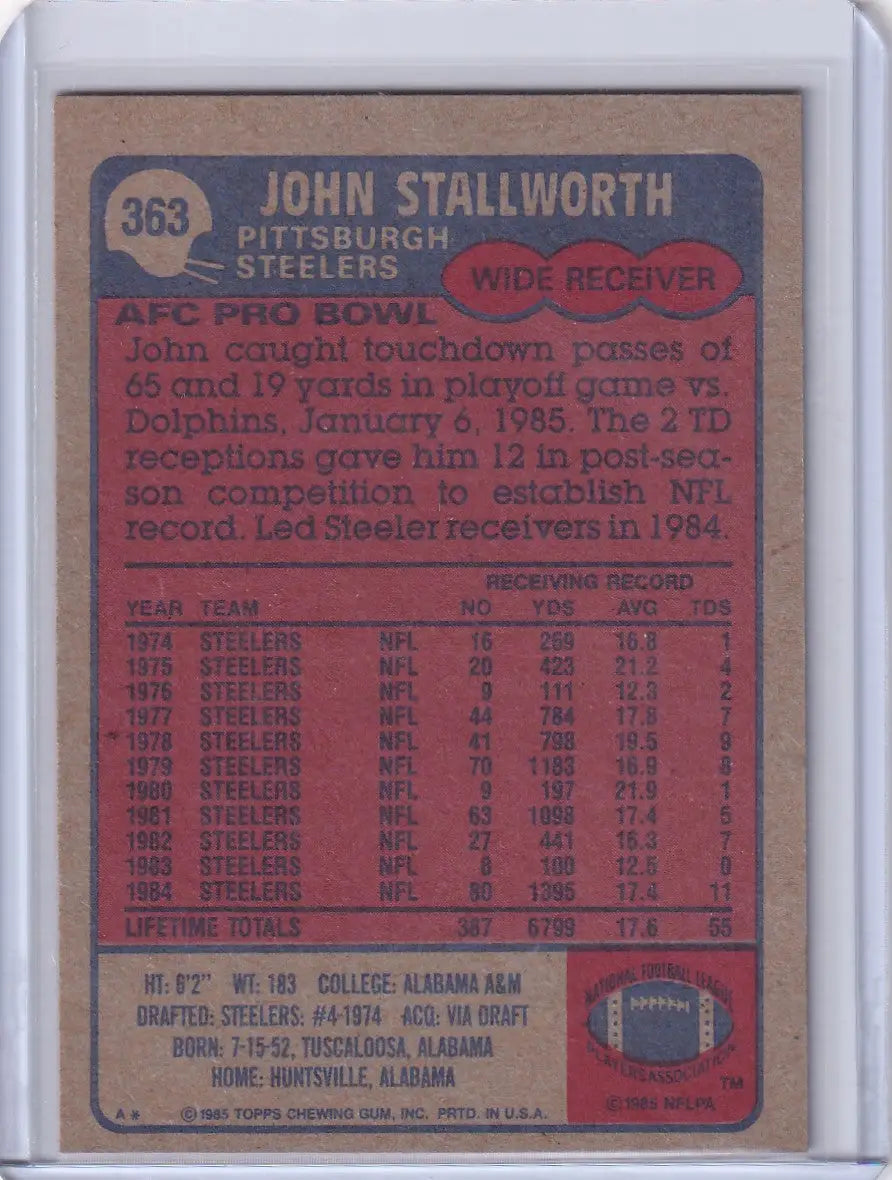 363
JOHN STALLWORTH
PITTSBURGH
STEELERS
WIDE RECEIVER
AFC PRO BOWL
John caught touchdown passes of
65 and 19 yards in playoff game vs.
Dolphins, January 6, 1985. The 2 TD
receptions gave him 12 in post-sea-
son competition to establish NFL
record. Led Steeler receivers in 1984.
RECEIVING RECORD
YEAR TEAM NO YDS AVG TDS
1974 STEELERS NFL 16 269 16.8 1
1975 STEELERS NFL 20 423 21.2 4
1976 STEELERS NFL 9 111 12.3 2
1977 STEELERS NFL 44 784 17.8 7
1978 STEELERS NFL 41 798 19.5 9
1979 STEELERS NFL 70 1183 16.9 8
1980 STEELERS NFL 9 197 21.9 1
1981 STEELERS NFL 63 1098 17.4 5
1982 STEELERS NFL 27 441 16.3 7
1983 STEELERS NFL 8 100 12.5 0
1984 STEELERS NFL 80 1395 17.4 11
LIFETIME TOTALS 387 6799 17.6 55
HT: 6'2" WT: 183 COLLEGE: ALABAMA A&M
DRAFTED: STEELERS: #4-1974 ACQ: VIA DRAFT
BORN: 7-15-52, TUSCALOOSA, ALABAMA
HOME: HUNTSVILLE, ALABAMA
A* ©1985 TOPPS CHEWING GUM, INC. PRTD. IN U.S.A.
NATIONAL FOOTBALL LEAGUE
PLAYERS ASSOCIATION
TM
©1985 NFLPA